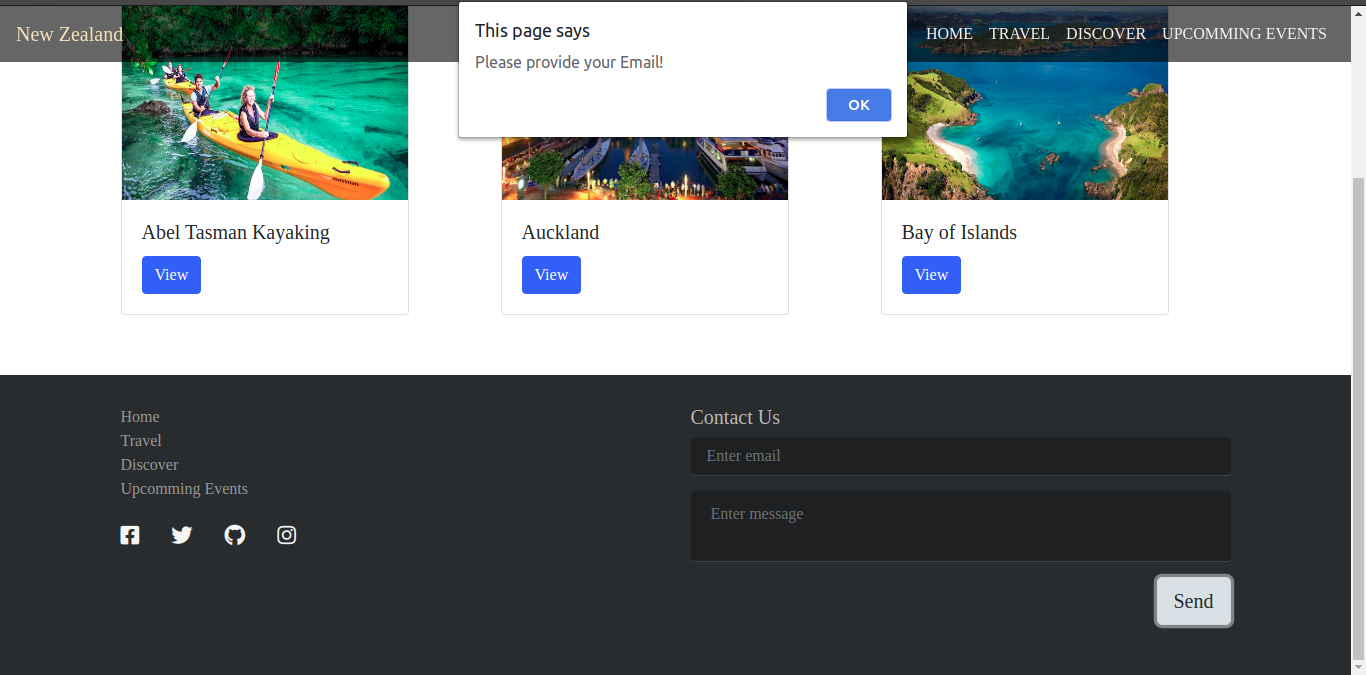 This page says
Please provide your Email!
OK
New Zealand
HOME TRAVEL DISCOVER UPCOMMING EVENTS
Abel Tasman Kayaking
View
Auckland
View
Bay of Islands
View
Home
Travel
Discover
Upcomming Events
Contact Us
Enter email
Enter message
Send